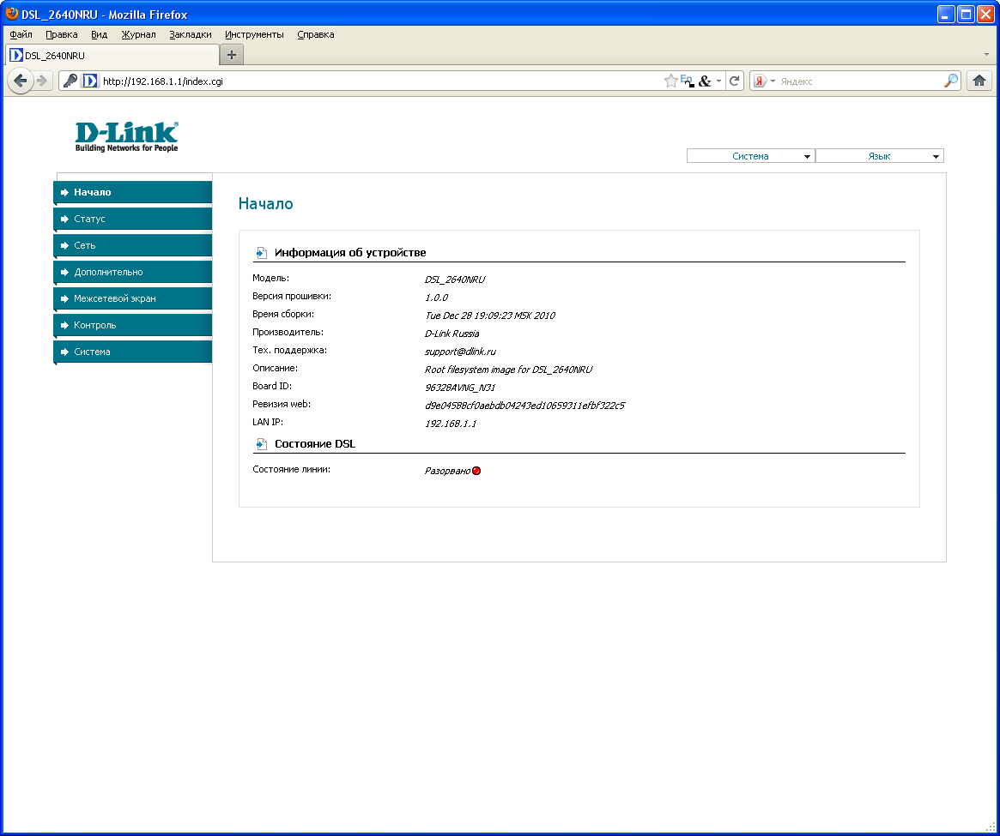 DSL_2640NRU - Mozilla Firefox
Файл Правка Вид Журнал Закладки Инструменты Справка
DSL_2640NRU
http://192.168.1.1/index.cgi
Яндекс
D-Link
Building Networks for People
Система Язык
Начало
Статус
Сеть
Дополнительно
Межсетевой экран
Контроль
Система
Начало
Информация об устройстве
Модель: DSL_2640NRU
Версия прошивки: 1.0.0
Время сборки: Tue Dec 28 19:09:23 MSK 2010
Производитель: D-Link Russia
Тех. поддержка: support@dlink.ru
Описание: Root filesystem image for DSL_2640NRU
Board ID: 96328AVNG_N31
Ревизия web: d9e04588cf0aebdb04243ed10659311efbf322c5
LAN IP: 192.168.1.1
Состояние DSL
Состояние линии: Разорвано